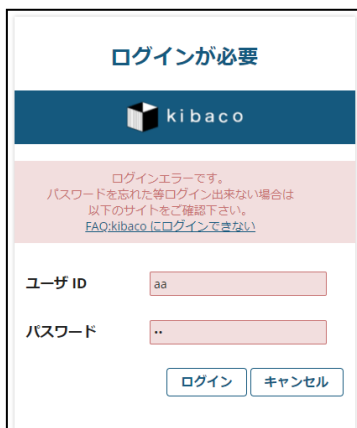 ログインが必要
kibaco
ログインエラーです。
パスワードを忘れた等ログイン出来ない場合は
以下のサイトをご確認下さい。
FAQ:kibaco にログインできない
ユーザ ID
aa
パスワード
••
ログイン
キャンセル